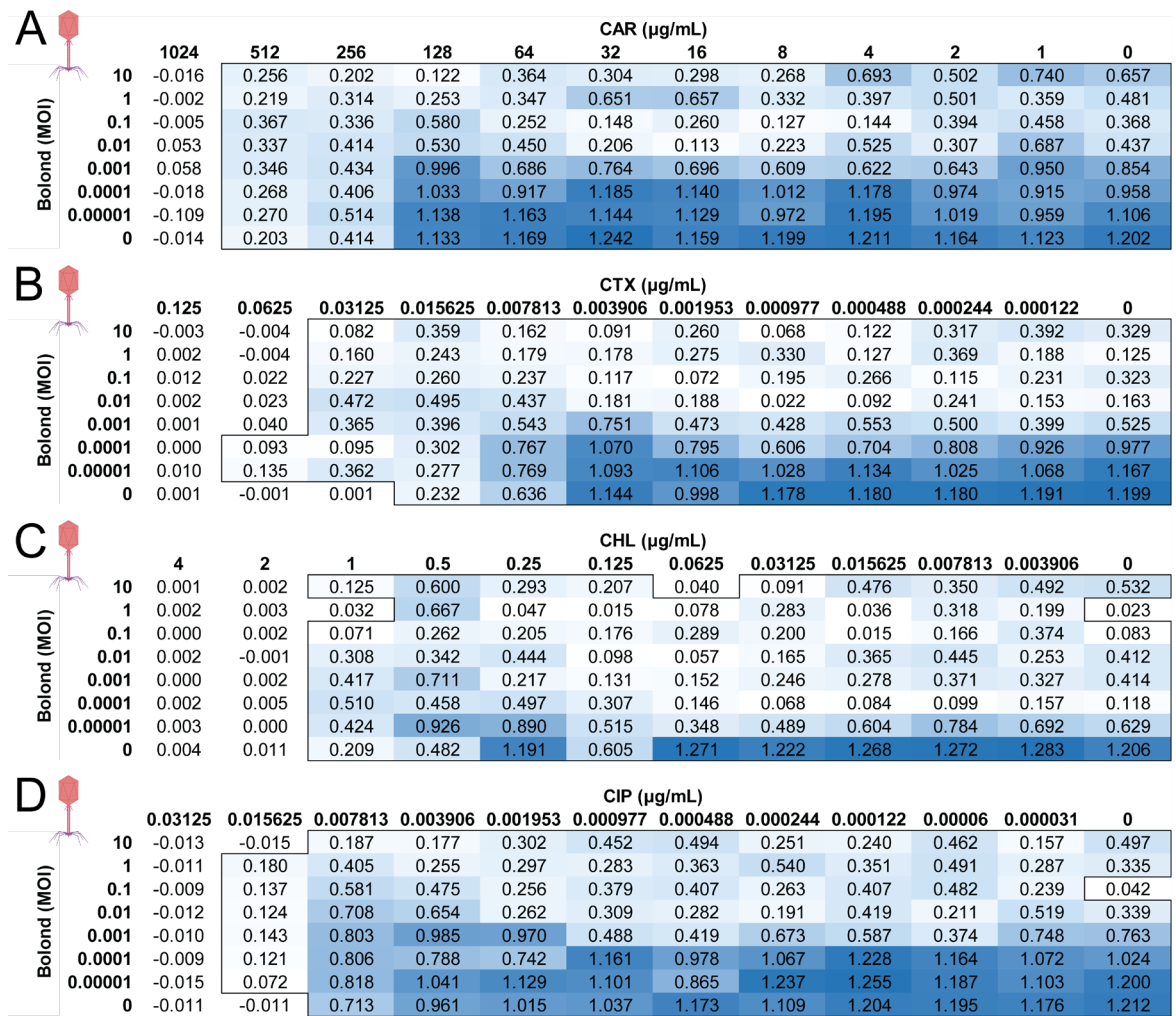 A
CAR (µg/mL)
1024 512 256 128 64 32 16 8 4 2 1 0
Bolond (MOI)
10 -0.016 0.256 0.202 0.122 0.364 0.304 0.298 0.268 0.693 0.502 0.740 0.657
1 -0.002 0.219 0.314 0.253 0.347 0.651 0.657 0.332 0.397 0.501 0.359 0.481
0.1 -0.005 0.367 0.336 0.580 0.252 0.148 0.260 0.127 0.144 0.394 0.458 0.368
0.01 0.053 0.337 0.414 0.530 0.450 0.206 0.113 0.223 0.525 0.307 0.687 0.437
0.001 0.058 0.346 0.434 0.996 0.686 0.764 0.696 0.609 0.622 0.643 0.950 0.854
0.0001 -0.018 0.268 0.406 1.033 0.917 1.185 1.140 1.012 1.178 0.974 0.915 0.958
0.00001 -0.109 0.270 0.514 1.138 1.163 1.144 1.129 0.972 1.195 1.019 0.959 1.106
0 -0.014 0.203 0.414 1.133 1.169 1.242 1.159 1.199 1.211 1.164 1.123 1.202
B
CTX (µg/mL)
0.125 0.0625 0.03125 0.015625 0.007813 0.003906 0.001953 0.000977 0.000488 0.000244 0.000122 0
Bolond (MOI)
10 -0.003 -0.004 0.082 0.359 0.162 0.091 0.260 0.068 0.122 0.317 0.392 0.329
1 0.002 -0.004 0.160 0.243 0.179 0.178 0.275 0.330 0.127 0.369 0.188 0.125
0.1 0.012 0.022 0.227 0.260 0.237 0.117 0.072 0.195 0.266 0.115 0.231 0.323
0.01 0.002 0.023 0.472 0.495 0.437 0.181 0.188 0.022 0.092 0.241 0.153 0.163
0.001 0.001 0.040 0.365 0.396 0.543 0.751 0.473 0.428 0.553 0.500 0.399 0.525
0.0001 0.000 0.093 0.095 0.302 0.767 1.070 0.795 0.606 0.704 0.808 0.926 0.977
0.00001 0.010 0.135 0.362 0.277 0.769 1.093 1.106 1.028 1.134 1.025 1.068 1.167
0 0.001 -0.001 0.001 0.232 0.636 1.144 0.998 1.178 1.180 1.180 1.191 1.199
C
CHL (µg/mL)
4 2 1 0.5 0.25 0.125 0.0625 0.03125 0.015625 0.007813 0.003906 0
Bolond (MOI)
10 0.001 0.002 0.125 0.600 0.293 0.207 0.040 0.091 0.476 0.350 0.492 0.532
1 0.002 0.003 0.032 0.667 0.047 0.015 0.078 0.283 0.036 0.318 0.199 0.023
0.1 0.000 0.002 0.071 0.262 0.205 0.176 0.289 0.200 0.015 0.166 0.374 0.083
0.01 0.002 -0.001 0.308 0.342 0.444 0.098 0.057 0.165 0.365 0.445 0.253 0.412
0.001 0.000 0.002 0.417 0.711 0.217 0.131 0.152 0.246 0.278 0.371 0.327 0.414
0.0001 0.002 0.005 0.510 0.458 0.497 0.307 0.146 0.068 0.084 0.099 0.157 0.118
0.00001 0.003 0.000 0.424 0.926 0.890 0.515 0.348 0.489 0.604 0.784 0.692 0.629
0 0.004 0.011 0.209 0.482 1.191 0.605 1.271 1.222 1.268 1.272 1.283 1.206
D
CIP (µg/mL)
0.03125 0.015625 0.007813 0.003906 0.001953 0.000977 0.000488 0.000244 0.000122 0.00006 0.000031 0
Bolond (MOI)
10 -0.013 -0.015 0.187 0.177 0.302 0.452 0.494 0.251 0.240 0.462 0.157 0.497
1 -0.011 0.180 0.405 0.255 0.297 0.283 0.363 0.540 0.351 0.491 0.287 0.335
0.1 -0.009 0.137 0.581 0.475 0.256 0.379 0.407 0.263 0.407 0.482 0.239 0.042
0.01 -0.012 0.124 0.708 0.654 0.262 0.309 0.282 0.191 0.419 0.211 0.519 0.339
0.001 -0.010 0.143 0.803 0.985 0.970 0.488 0.419 0.673 0.587 0.374 0.748 0.763
0.0001 -0.009 0.121 0.806 0.788 0.742 1.161 0.978 1.067 1.228 1.164 1.072 1.024
0.00001 -0.015 0.072 0.818 1.041 1.129 1.101 0.865 1.237 1.255 1.187 1.103 1.200
0 -0.011 -0.011 0.713 0.961 1.015 1.037 1.173 1.109 1.204 1.195 1.176 1.212